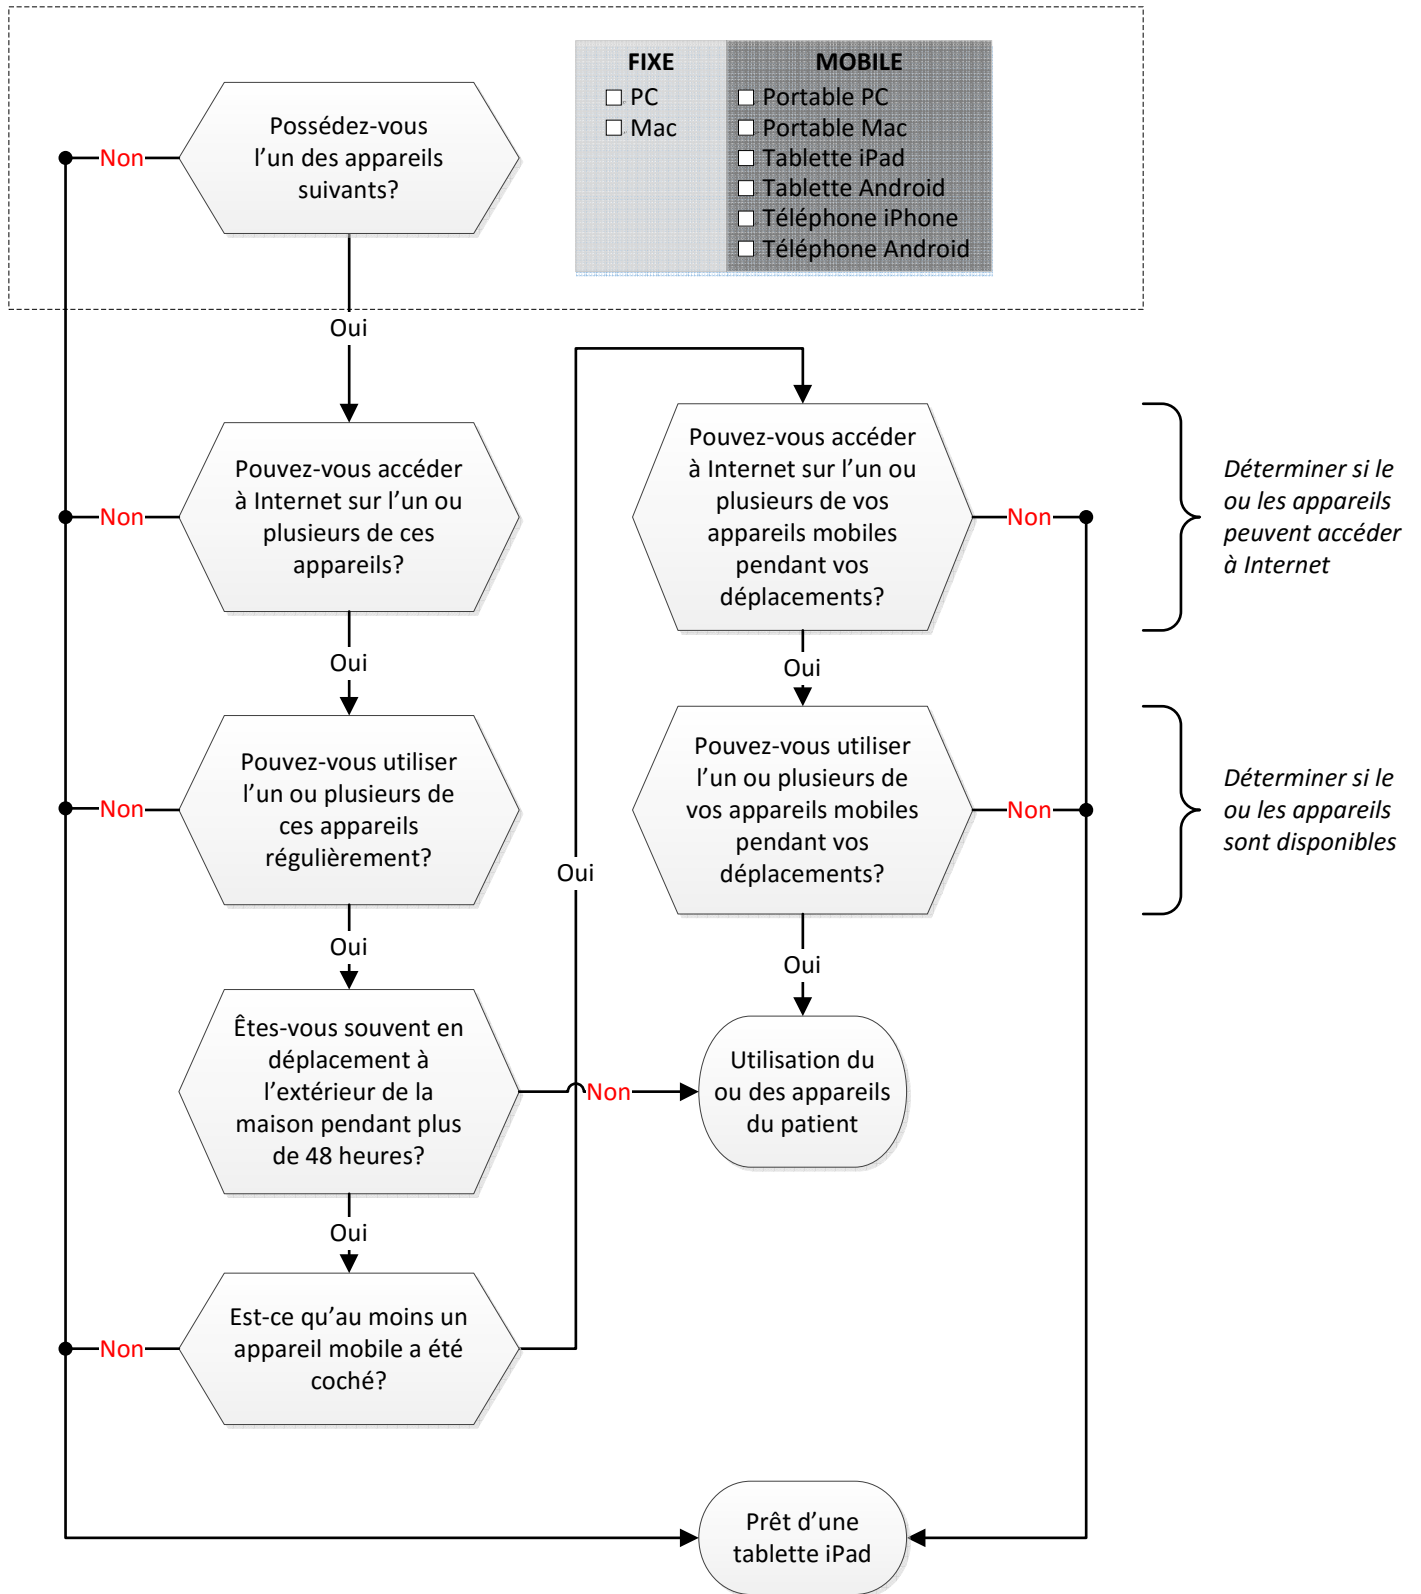 FIXE
PC
Mac
MOBILE
Portable PC
Portable Mac
Tablette iPad
Tablette Android
Téléphone iPhone
Téléphone Android
Possédez-vous
l’un des appareils
suivants?
Non
Oui
Pouvez-vous accéder
à Internet sur l’un ou
plusieurs de ces
appareils?
Non
Oui
Pouvez-vous utiliser
l’un ou plusieurs de
ces appareils
régulièrement?
Non
Oui
Êtes-vous souvent en
déplacement à
l’extérieur de la
maison pendant plus
de 48 heures?
Non
Oui
Est-ce qu’au moins un
appareil mobile a été
coché?
Non
Oui
Pouvez-vous accéder
à Internet sur l’un ou
plusieurs de vos
appareils mobiles
pendant vos
déplacements?
Non
Oui
Déterminer si le
ou les appareils
peuvent accéder
à Internet
Pouvez-vous utiliser
l’un ou plusieurs de
vos appareils mobiles
pendant vos
déplacements?
Non
Oui
Déterminer si le
ou les appareils
sont disponibles
Utilisation du
ou des appareils
du patient
Prêt d’une
tablette iPad